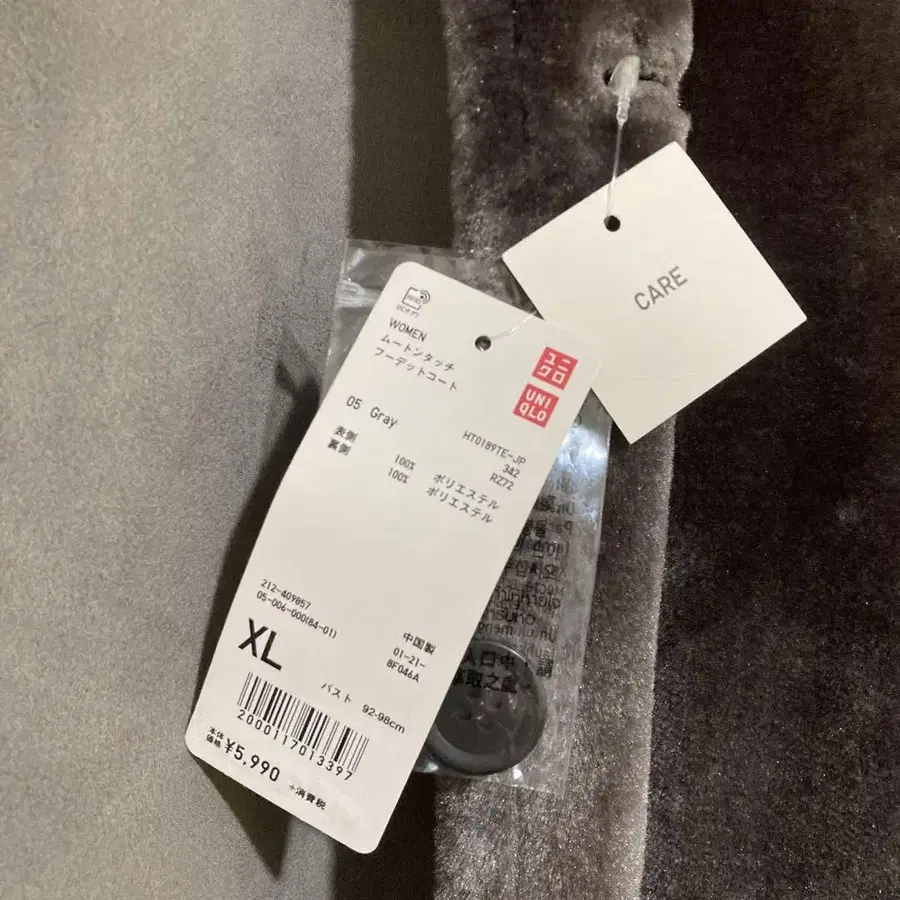 CARE
WOMEN
ムートンタッチ
フーデットコート
ユニ
クロ
UNI
QLO
05 Gray
HT0189TE-JP
342
RZ72
表側 100% ポリエステル
裏側 100% ポリエステル
212-409857
05-006-000(84-01)
XL
中国製
01-21-
8F046A
バスト 92-98cm
2000117013397
本体
価格 ¥5,990 +消費税